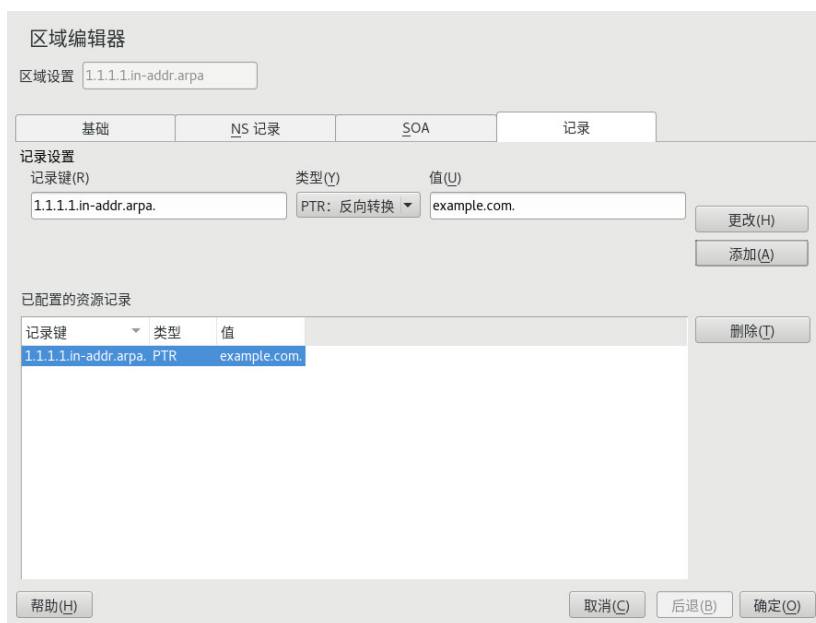 区域编辑器
区域设置 1.1.1.1.in-addr.arpa
基础 NS 记录 SOA 记录
记录设置
记录键(R) 类型(Y) 值(U)
1.1.1.1.in-addr.arpa. PTR：反向转换 example.com.
更改(H)
添加(A)
已配置的资源记录
记录键 类型 值 删除(T)
1.1.1.1.in-addr.arpa. PTR example.com.
帮助(H) 取消(C) 后退(B) 确定(O)